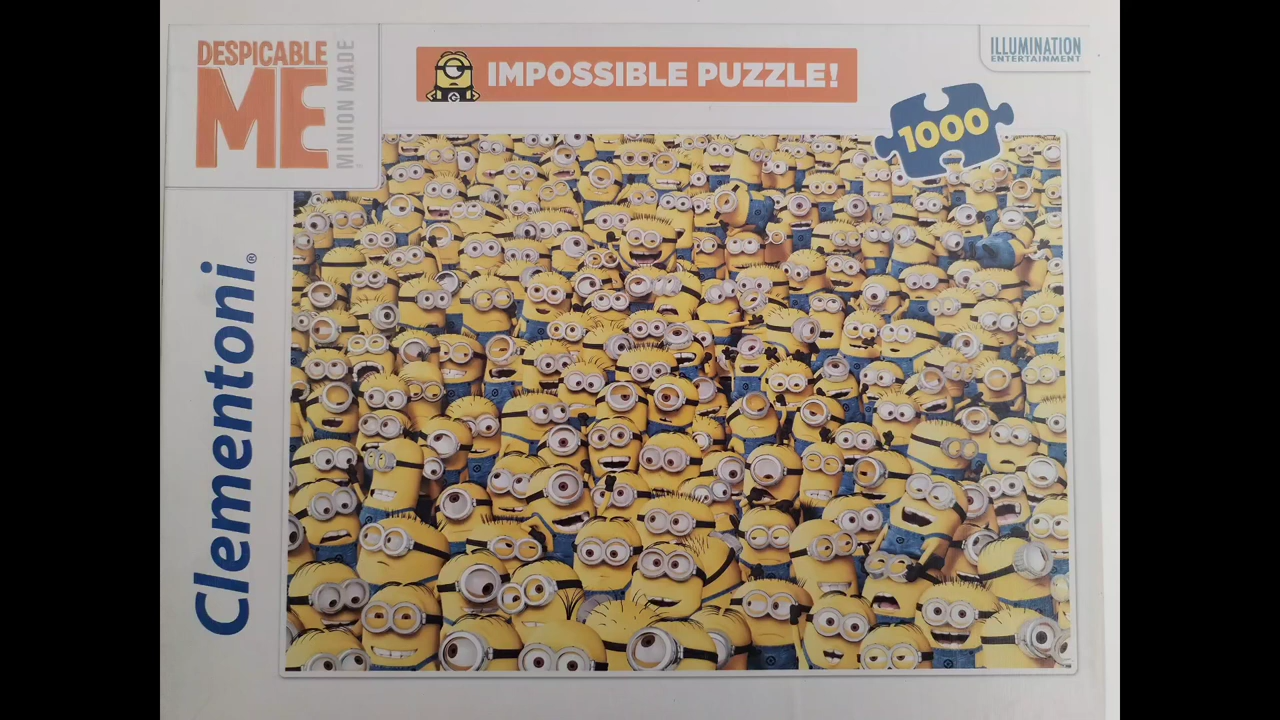 DESPICABLE
ME
MINION MADE
IMPOSSIBLE PUZZLE!
ILLUMINATION
ENTERTAINMENT
1000
Clementoni®